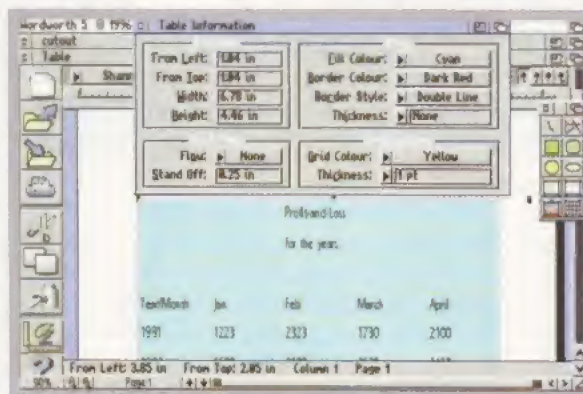 Wordworth 5 © 1996
Table Information
cutout
Table
From Left: 1.04 in
From Top: 1.04 in
Width: 6.78 in
Height: 4.46 in
Fill Colour: Cyan
Border Colour: Dark Red
Border Style: Double Line
Thickness: None
Flow: None
Stand Off: 0.25 in
Grid Colour: Yellow
Thickness: 1 pt
Profit and Loss
for the years
Year/Month Jan Feb March April
1991 1223 2323 1730 2100
From Left: 3.85 in From Top: 2.05 in Column 1 Page 1
90% Page 1